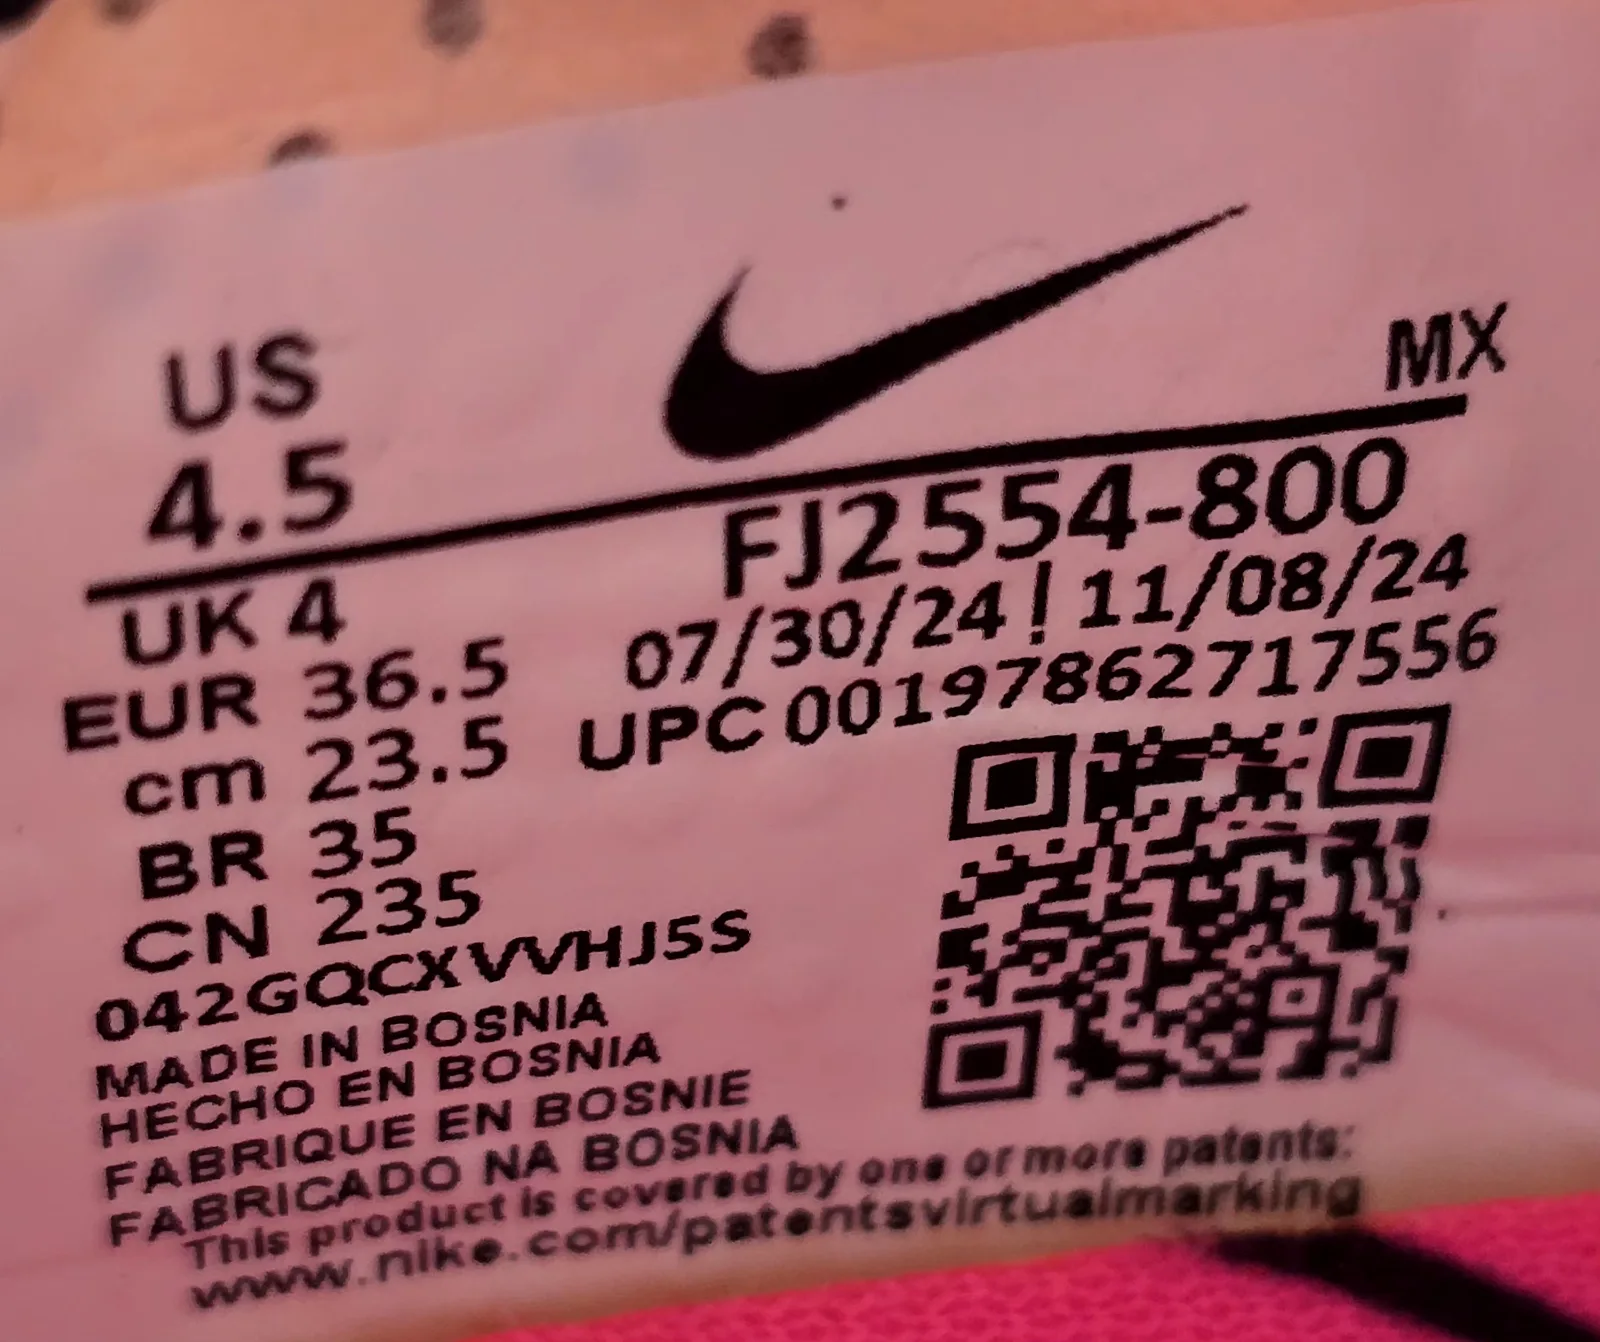 US
4.5
MX
UK 4
EUR 36.5
cm 23.5
BR 35
CN 235
FJ2554-800
07/30/24 ! 11/08/24
UPC 00197862717556
042GQCXVVHJ5S
MADE IN BOSNIA
HECHO EN BOSNIA
FABRIQUE EN BOSNIE
FABRICADO NA BOSNIA
This product is covered by one or more patents:
www.nike.com/patentsvirtualmarking